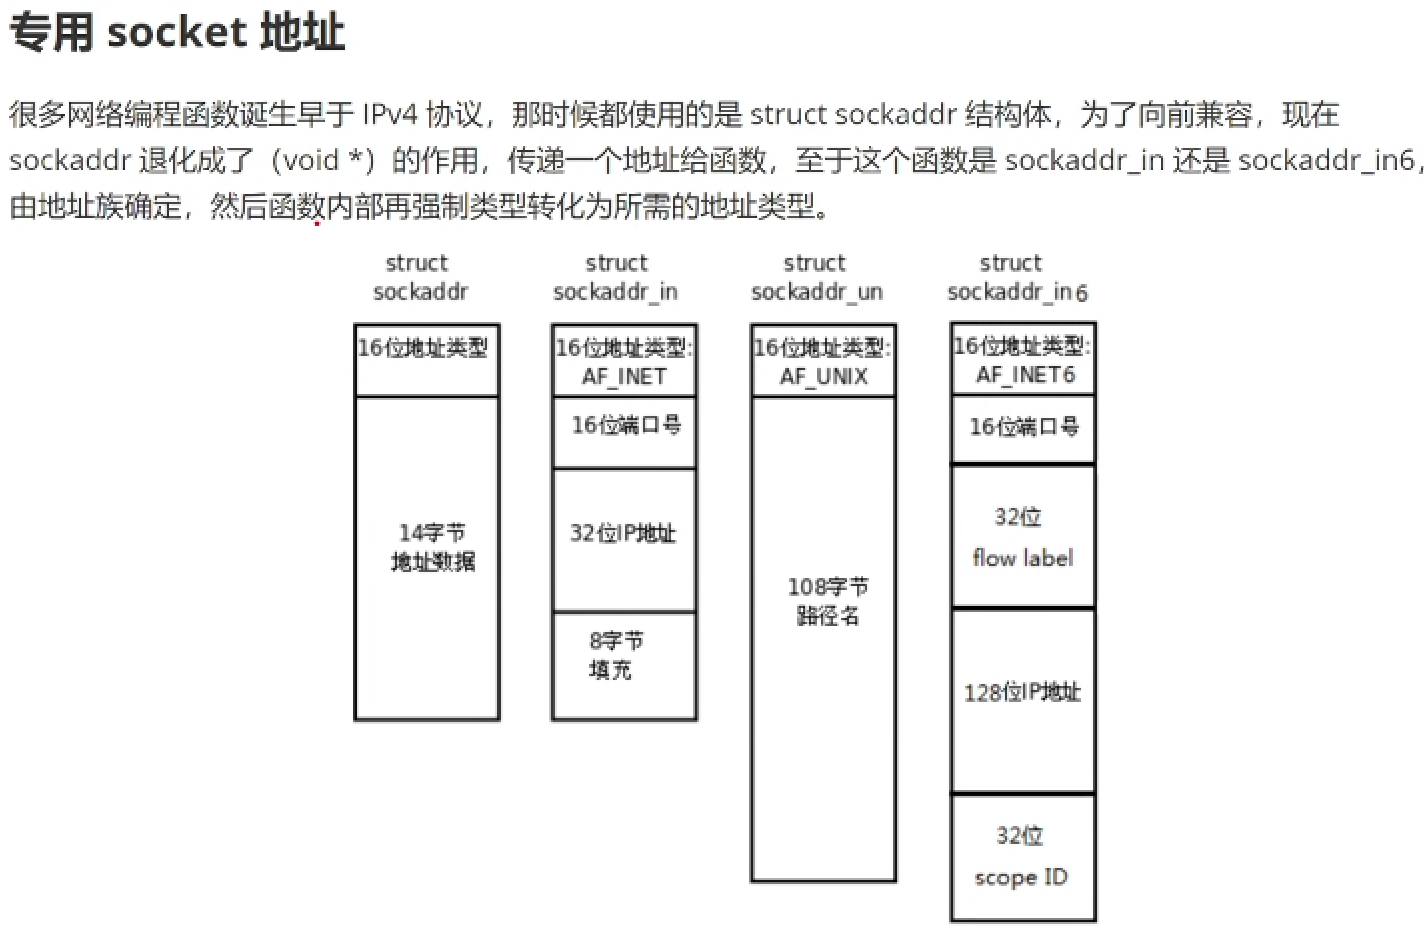 专用 socket 地址
很多网络编程函数诞生早于 IPv4 协议，那时候都使用的是 struct sockaddr 结构体，为了向前兼容，现在
sockaddr 退化成了（void *）的作用，传递一个地址给函数，至于这个函数是 sockaddr_in 还是 sockaddr_in6，
由地址族确定，然后函数内部再强制类型转化为所需的地址类型。
struct
sockaddr
16位地址类型
14字节
地址数据
struct
sockaddr_in
16位地址类型:
AF_INET
16位端口号
32位IP地址
8字节
填充
struct
sockaddr_un
16位地址类型:
AF_UNIX
108字节
路径名
struct
sockaddr_in6
16位地址类型:
AF_INET6
16位端口号
32位
flow label
128位IP地址
32位
scope ID